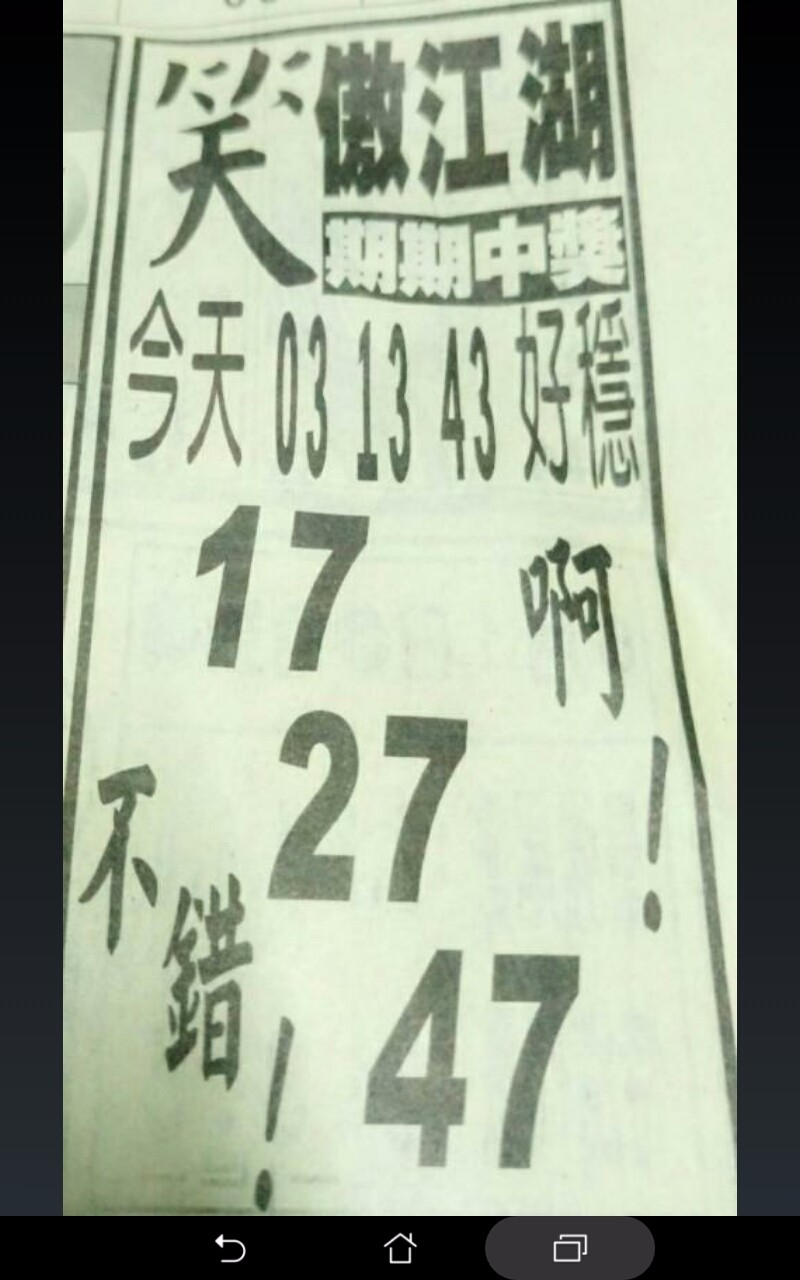 笑傲江湖
期期中獎
今天 03 13 43 好穩
17 啊！
27
不錯！
47